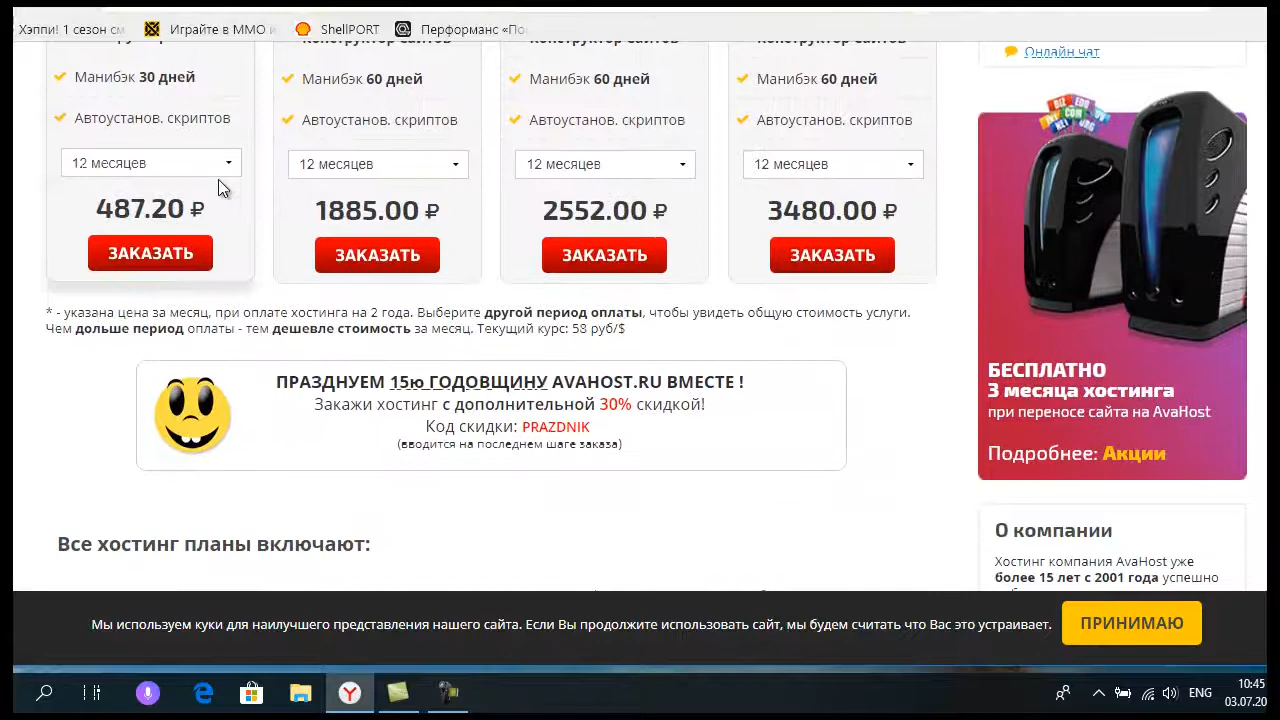 Хэппи! 1 сезон см
Играйте в ММО и
ShellPORT
Перформанс «По
Манибэк 30 дней
Манибэк 60 дней
Манибэк 60 дней
Манибэк 60 дней
Автоустанов. скриптов
Автоустанов. скриптов
Автоустанов. скриптов
Автоустанов. скриптов
12 месяцев
12 месяцев
12 месяцев
12 месяцев
487.20 ₽
1885.00 ₽
2552.00 ₽
3480.00 ₽
ЗАКАЗАТЬ
ЗАКАЗАТЬ
ЗАКАЗАТЬ
ЗАКАЗАТЬ
* - указана цена за месяц, при оплате хостинга на 2 года. Выберите другой период оплаты, чтобы увидеть общую стоимость услуги.
Чем дольше период оплаты - тем дешевле стоимость за месяц. Текущий курс: 58 руб/$
ПРАЗДНУЕМ 15ю ГОДОВЩИНУ AVAHOST.RU ВМЕСТЕ !
Закажи хостинг с дополнительной 30% скидкой!
Код скидки: PRAZDNIK
(вводится на последнем шаге заказа)
Все хостинг планы включают:
Онлайн чат
БЕСПЛАТНО
3 месяца хостинга
при переносе сайта на AvaHost
Подробнее: Акции
О компании
Хостинг компания AvaHost уже
более 15 лет с 2001 года успешно
Мы используем куки для наилучшего представления нашего сайта. Если Вы продолжите использовать сайт, мы будем считать что Вас это устраивает.
ПРИНИМАЮ
ENG
10:45
03.07.20